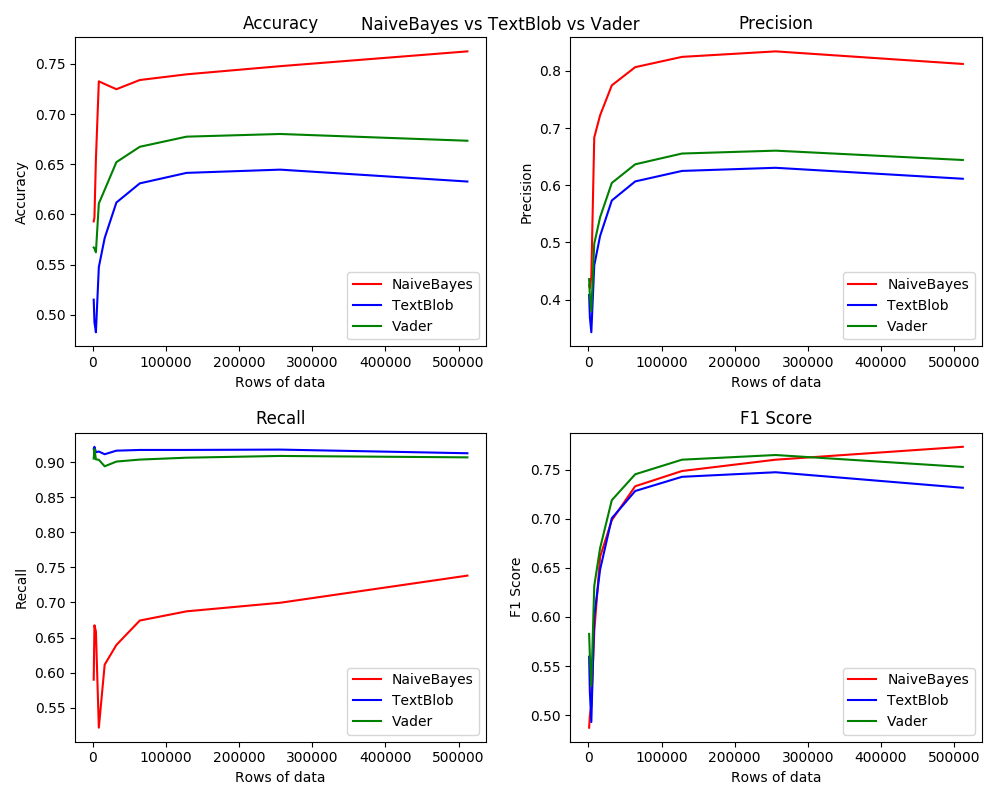 NaiveBayes vs TextBlob vs Vader
Accuracy
Accuracy
0.75
0.70
0.65
0.60
0.55
0.50
0 100000 200000 300000 400000 500000
Rows of data
NaiveBayes
TextBlob
Vader
Precision
Precision
0.8
0.7
0.6
0.5
0.4
0 100000 200000 300000 400000 500000
Rows of data
NaiveBayes
TextBlob
Vader
Recall
Recall
0.90
0.85
0.80
0.75
0.70
0.65
0.60
0.55
0 100000 200000 300000 400000 500000
Rows of data
NaiveBayes
TextBlob
Vader
F1 Score
F1 Score
0.75
0.70
0.65
0.60
0.55
0.50
0 100000 200000 300000 400000 500000
Rows of data
NaiveBayes
TextBlob
Vader